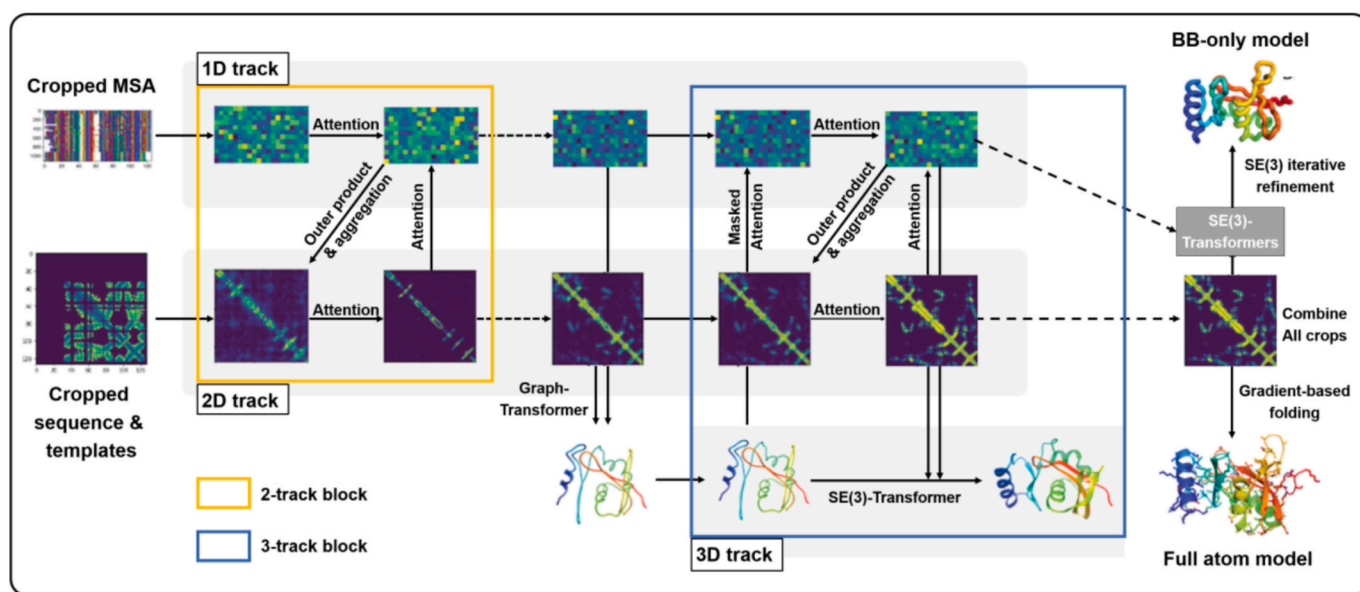 BB-only model
1D track
Cropped MSA
Attention
Attention
Outer product
& aggregation
Attention
Masked
Attention
Outer product
& aggregation
Attention
SE(3) iterative
refinement
SE(3)-
Transformers
Attention
Attention
Combine
All crops
Cropped
sequence &
templates
2D track
Graph-
Transformer
Gradient-based
folding
SE(3)-Transformer
2-track block
3-track block
3D track
Full atom model